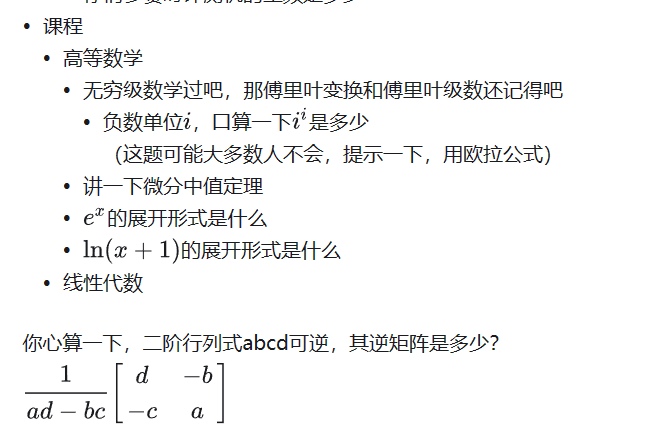 课程
高等数学
无穷级数学过吧，那傅里叶变换和傅里叶级数还记得吧
负数单位i，口算一下i^i是多少
（这题可能大多数人不会，提示一下，用欧拉公式）
讲一下微分中值定理
e^x的展开形式是什么
ln(x + 1)的展开形式是什么
线性代数
你心算一下，二阶行列式abcd可逆，其逆矩阵是多少？
1/(ad − bc) [d −b; −c a]